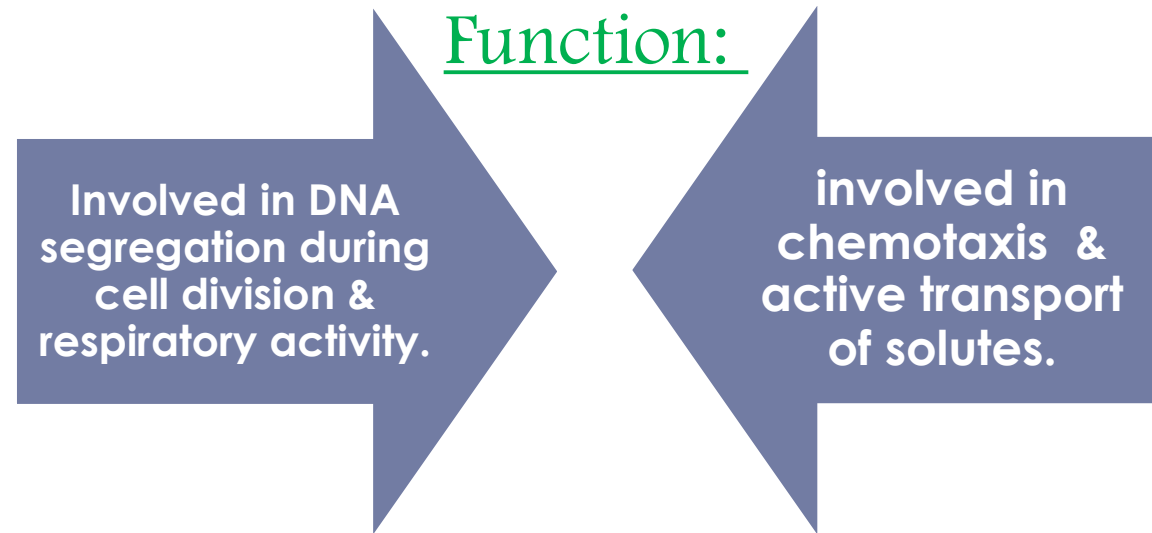 Function:
Involved in DNA
segregation during
cell division &
respiratory activity.
involved in
chemotaxis &
active transport
of solutes.